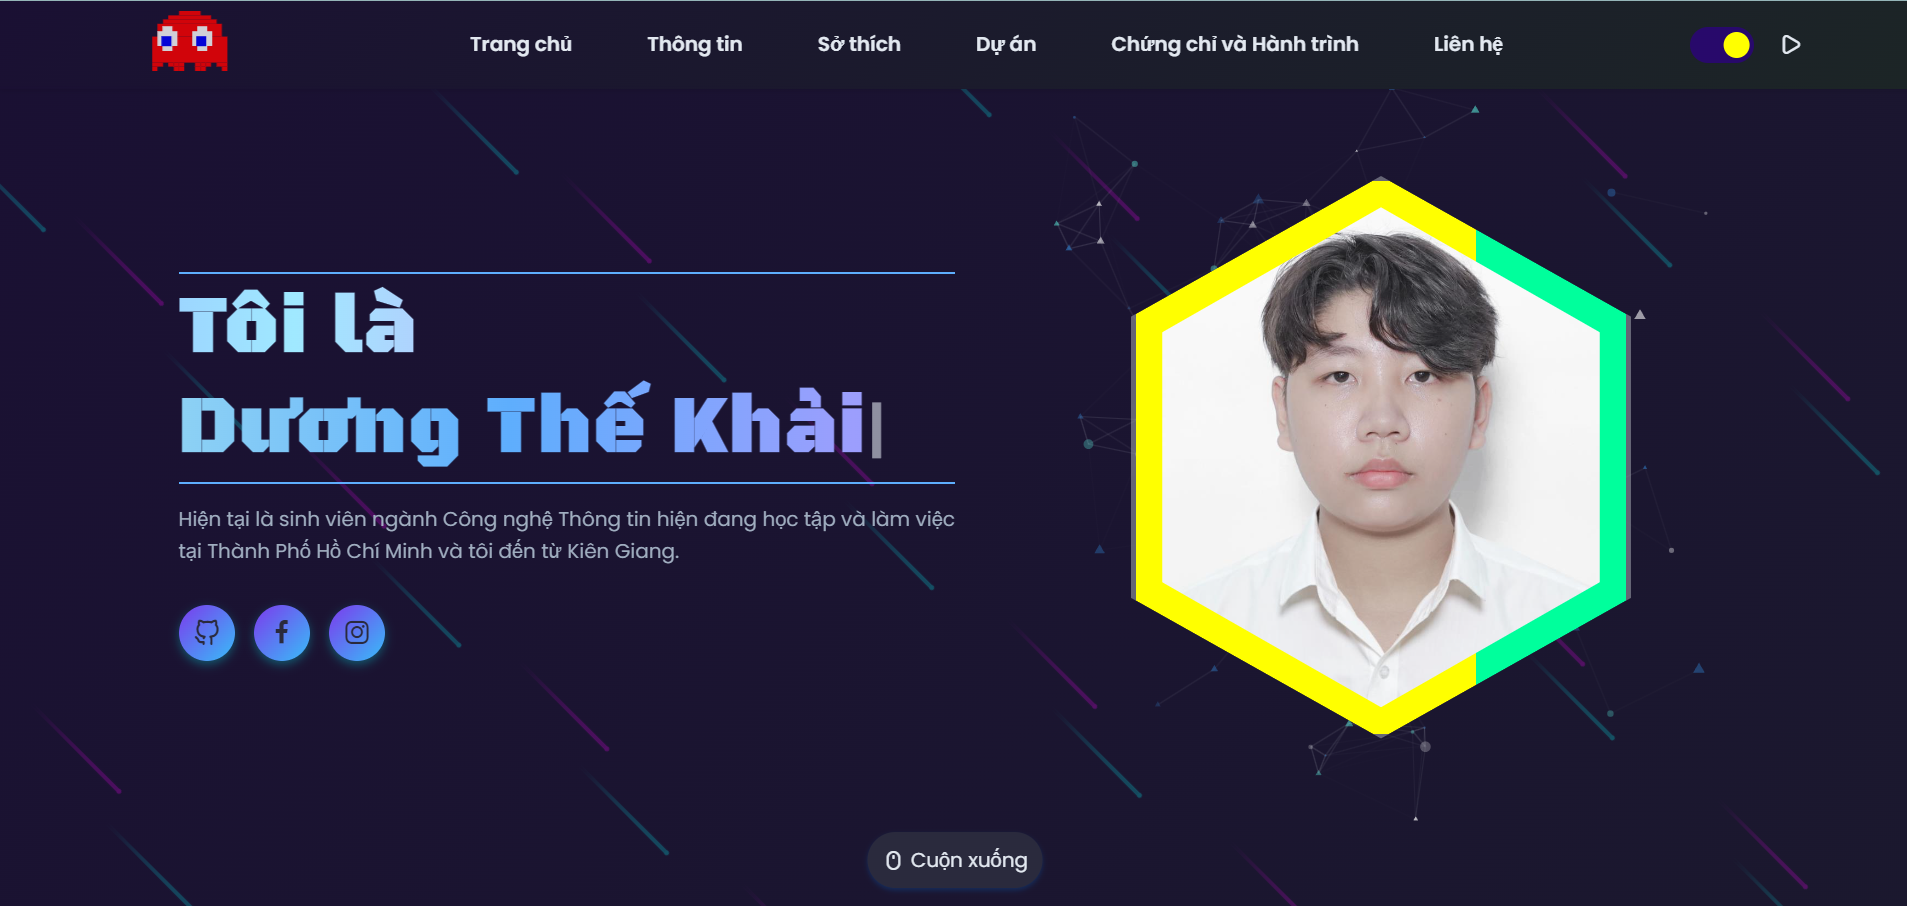 Trang chủ
Thông tin
Sở thích
Dự án
Chứng chỉ và Hành trình
Liên hệ
Tôi là
Dương Thế Khải
Hiện tại là sinh viên ngành Công nghệ Thông tin hiện đang học tập và làm việc
tại Thành Phố Hồ Chí Minh và tôi đến từ Kiên Giang.
Cuộn xuống